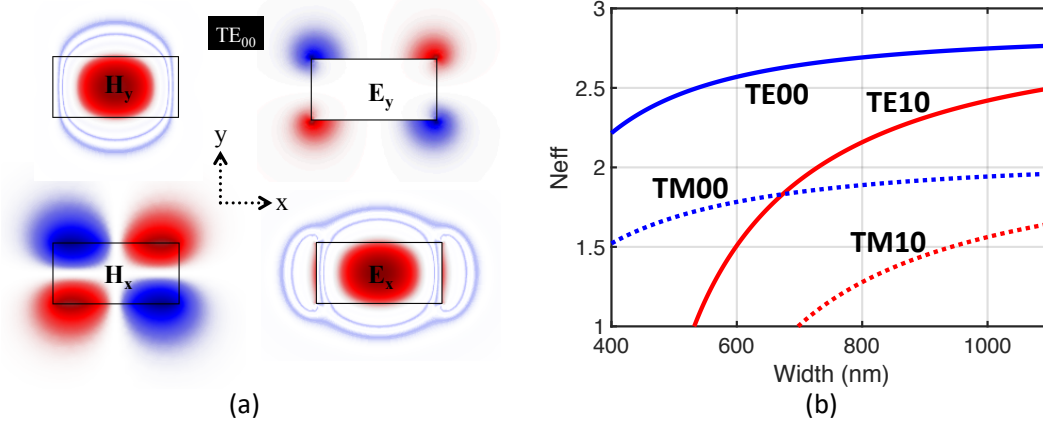 TE00
Hy
Ey
y
x
Hx
Ex
(a)
3
2.5
2
1.5
1
Neff
TE00
TE10
TM00
TM10
400
600
800
1000
Width (nm)
(b)